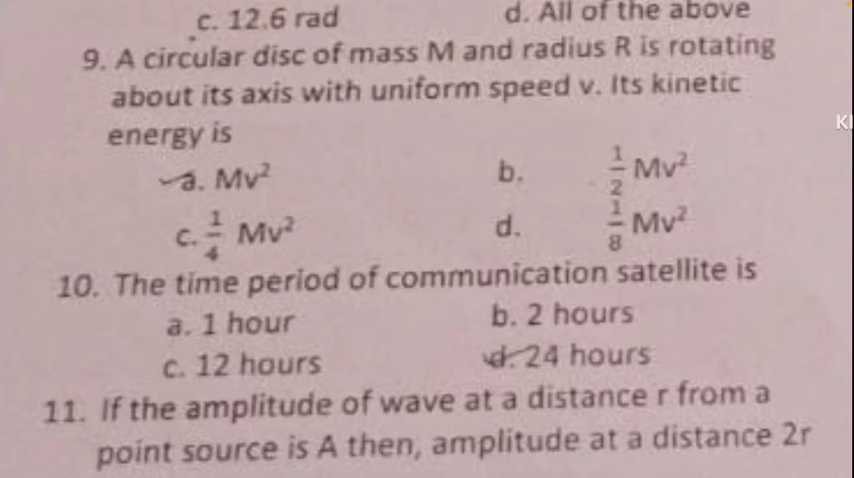 c. 12.6 rad d. All of the above
9. A circular disc of mass M and radius R is rotating
about its axis with uniform speed v. Its kinetic
energy is
a. Mv² b. 1/2 Mv²
c. 1/4 Mv² d. 1/8 Mv²
10. The time period of communication satellite is
a. 1 hour b. 2 hours
c. 12 hours d. 24 hours
11. If the amplitude of wave at a distance r from a
point source is A then, amplitude at a distance 2r